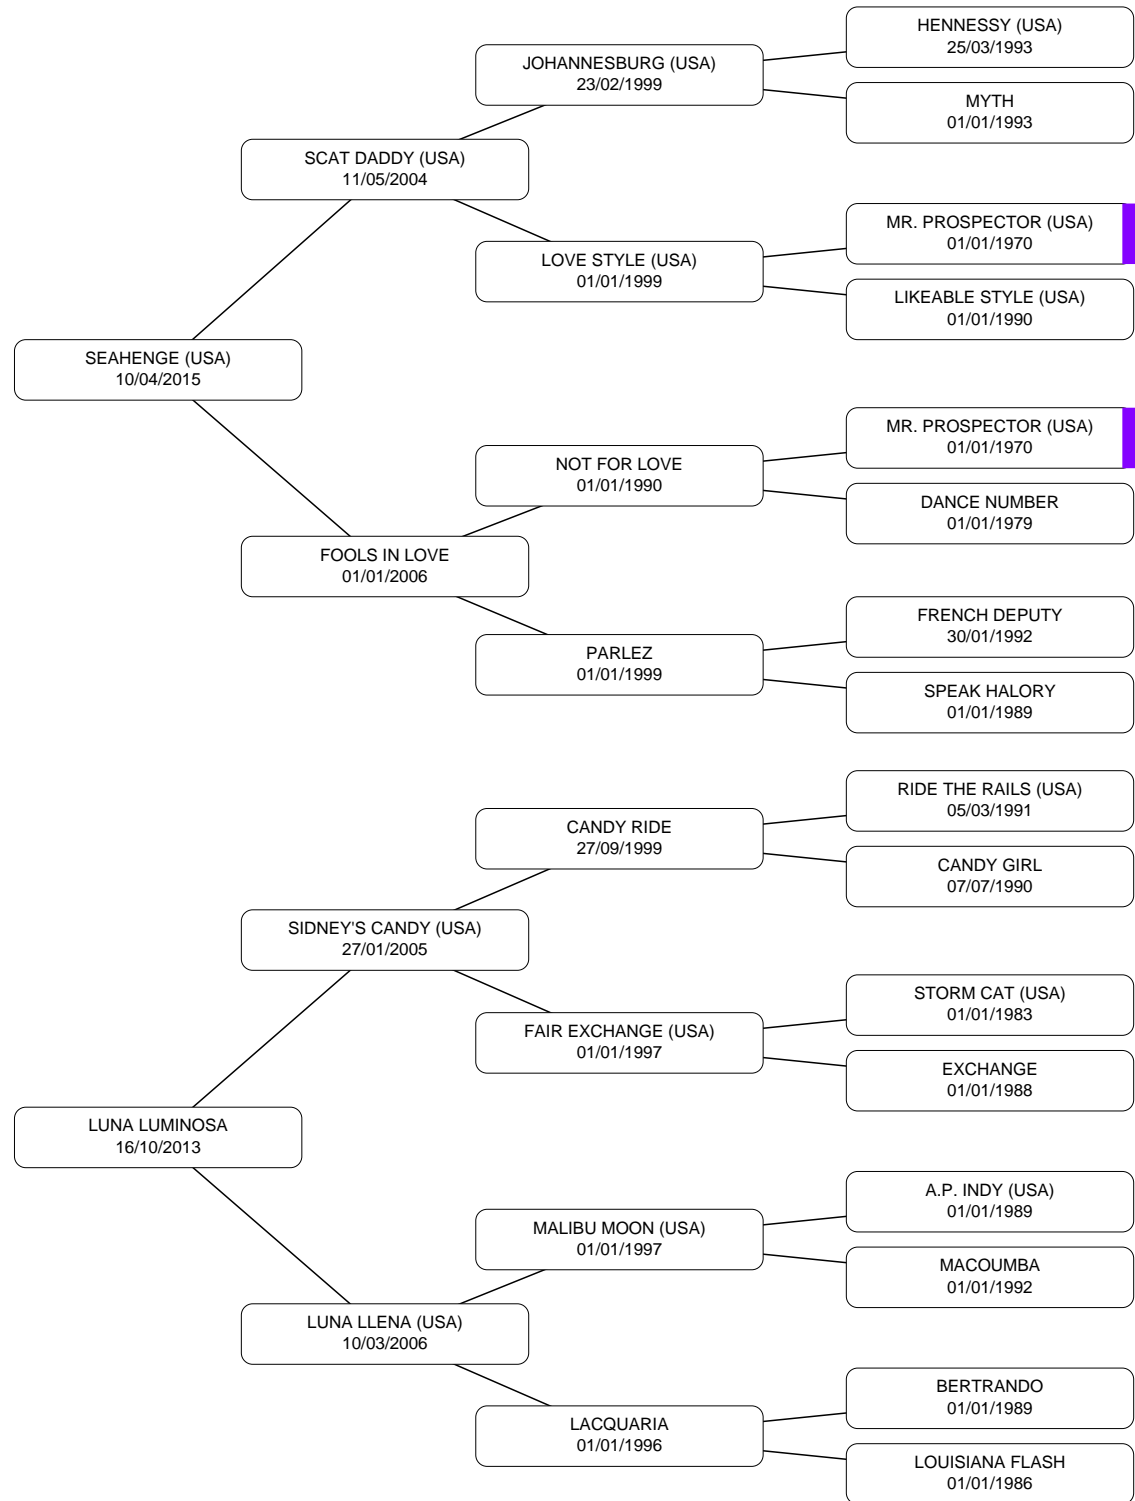 HENNESSY (USA)
25/03/1993
JOHANNESBURG (USA)
23/02/1999
MYTH
01/01/1993
SCAT DADDY (USA)
11/05/2004
MR. PROSPECTOR (USA)
01/01/1970
LOVE STYLE (USA)
01/01/1999
LIKEABLE STYLE (USA)
01/01/1990
SEAHENGE (USA)
10/04/2015
MR. PROSPECTOR (USA)
01/01/1970
NOT FOR LOVE
01/01/1990
DANCE NUMBER
01/01/1979
FOOLS IN LOVE
01/01/2006
FRENCH DEPUTY
30/01/1992
PARLEZ
01/01/1999
SPEAK HALORY
01/01/1989
RIDE THE RAILS (USA)
05/03/1991
CANDY RIDE
27/09/1999
CANDY GIRL
07/07/1990
SIDNEY'S CANDY (USA)
27/01/2005
STORM CAT (USA)
01/01/1983
FAIR EXCHANGE (USA)
01/01/1997
EXCHANGE
01/01/1988
LUNA LUMINOSA
16/10/2013
A.P. INDY (USA)
01/01/1989
MALIBU MOON (USA)
01/01/1997
MACOUMBA
01/01/1992
LUNA LLENA (USA)
10/03/2006
BERTRANDO
01/01/1989
LACQUARIA
01/01/1996
LOUISIANA FLASH
01/01/1986